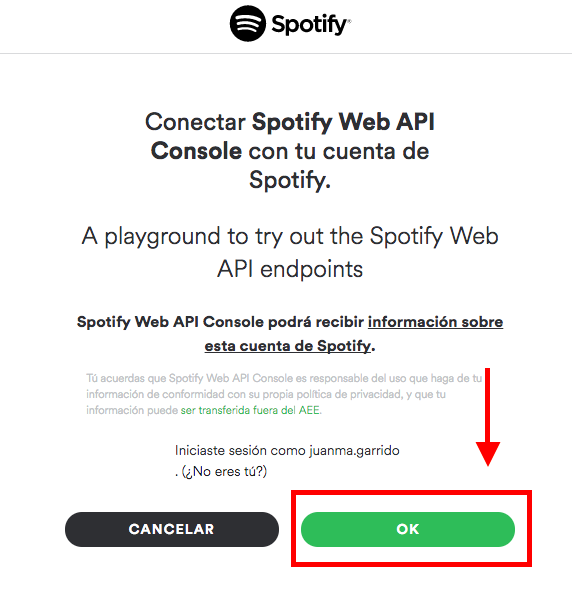 Spotify®
Conectar Spotify Web API
Console con tu cuenta de
Spotify.
A playground to try out the Spotify Web
API endpoints
Spotify Web API Console podrá recibir información sobre
esta cuenta de Spotify.
Tú acuerdas que Spotify Web API Console es responsable del uso que haga de tu
información de conformidad con su propia política de privacidad, y que tu
información puede ser transferida fuera del AEE.
Iniciaste sesión como juanma.garrido
. (¿No eres tú?)
CANCELAR
OK